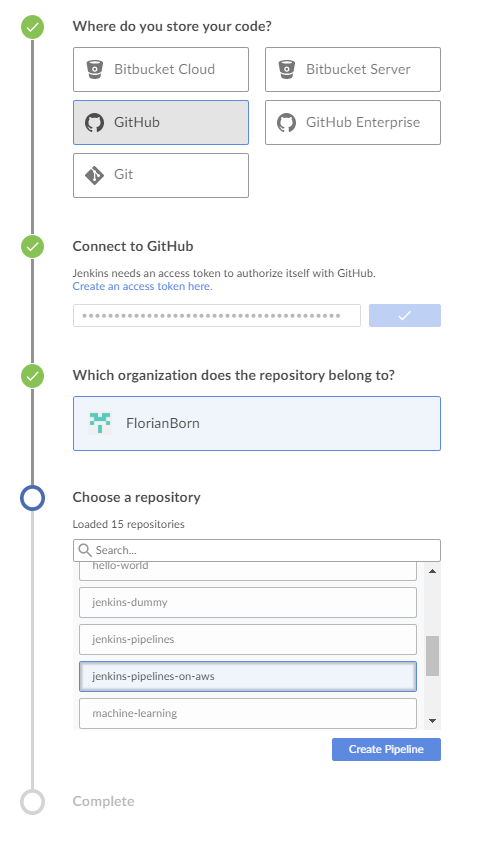 Where do you store your code?
Bitbucket Cloud
Bitbucket Server
GitHub
GitHub Enterprise
Git
Connect to GitHub
Jenkins needs an access token to authorize itself with GitHub.
Create an access token here.
Which organization does the repository belong to?
FlorianBorn
Choose a repository
Loaded 15 repositories
Search...
hello-world
jenkins-dummy
jenkins-pipelines
jenkins-pipelines-on-aws
machine-learning
Create Pipeline
Complete